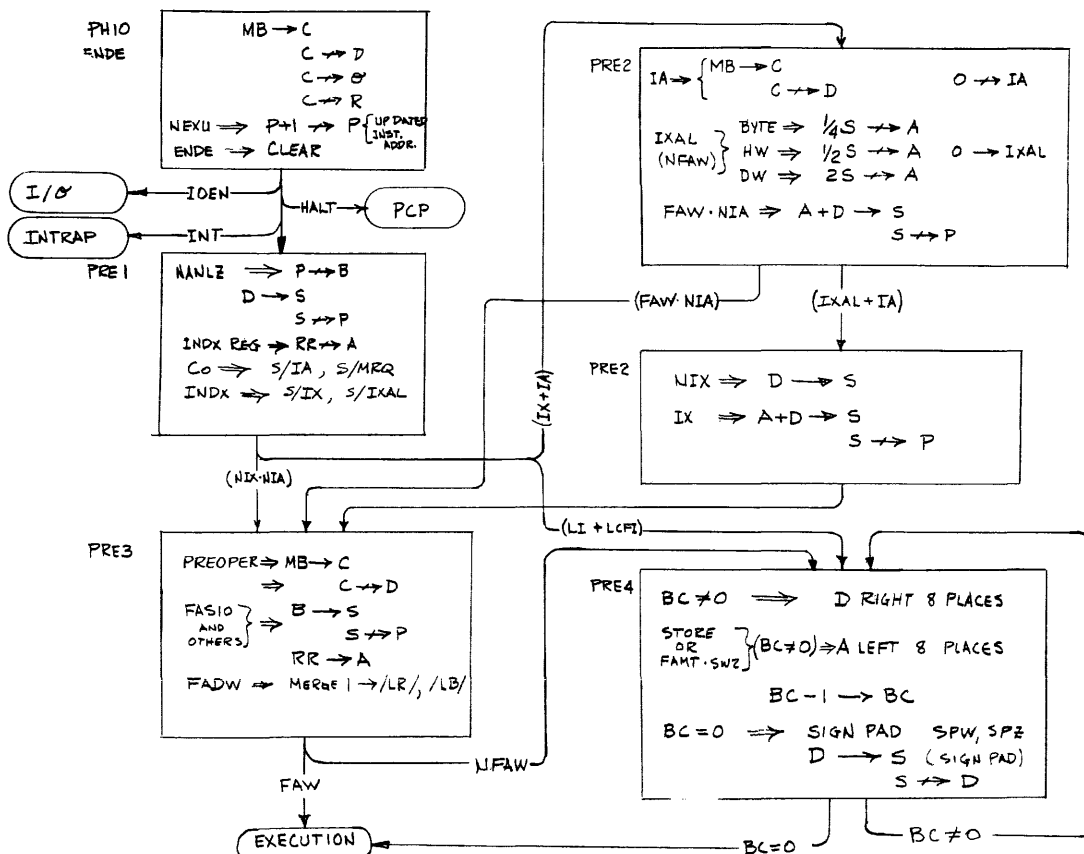 PH10
ENDE
MB → C
C ↛ D
C ↛ O
C ↛ R
NEXU ⇒ P+1 ↛ P { UPDATED INST. ADDR.
ENDE ⇒ CLEAR
I/O
IOEN
HALT
PCP
INTRAP
INT
PRE1
NANLZ ⇒ P ↛ B
D → S
S ↛ P
INDX REG → RR ↛ A
CO ⇒ S/IA, S/MRQ
INDX ⇒ S/IX, S/IXAL
(NIX·NIA)
(IX+IA)
(LI + LCFI)
PRE2
IA ⇒ { MB → C
C ↛ D
O ↛ IA
IXAL (NFAW) }
BYTE ⇒ 1/4 S ↛ A
HW ⇒ 1/2 S ↛ A
O → IXAL
DW ⇒ 2S ↛ A
FAW·NIA ⇒ A+D → S
S ↛ P
(FAW·NIA)
(IXAL+IA)
PRE2
NIX ⇒ D → S
IX ⇒ A+D → S
S ↛ P
PRE3
PREOPER ⇒ MB → C
⇒ C ↛ D
FASIO AND OTHERS } ⇒ B → S
S ↛ P
RR → A
FADW ⇒ MERGE 1 → /LR/, /LB/
NFAW
FAW
EXECUTION
PRE4
BC≠0 ⇒ D RIGHT 8 PLACES
STORE OR FAMT·SW2 } (BC≠0) ⇒ A LEFT 8 PLACES
BC-1 → BC
BC=0 ⇒ SIGN PAD SPW, SPZ
D → S (SIGN PAD)
S ↛ D
BC=0
BC≠0